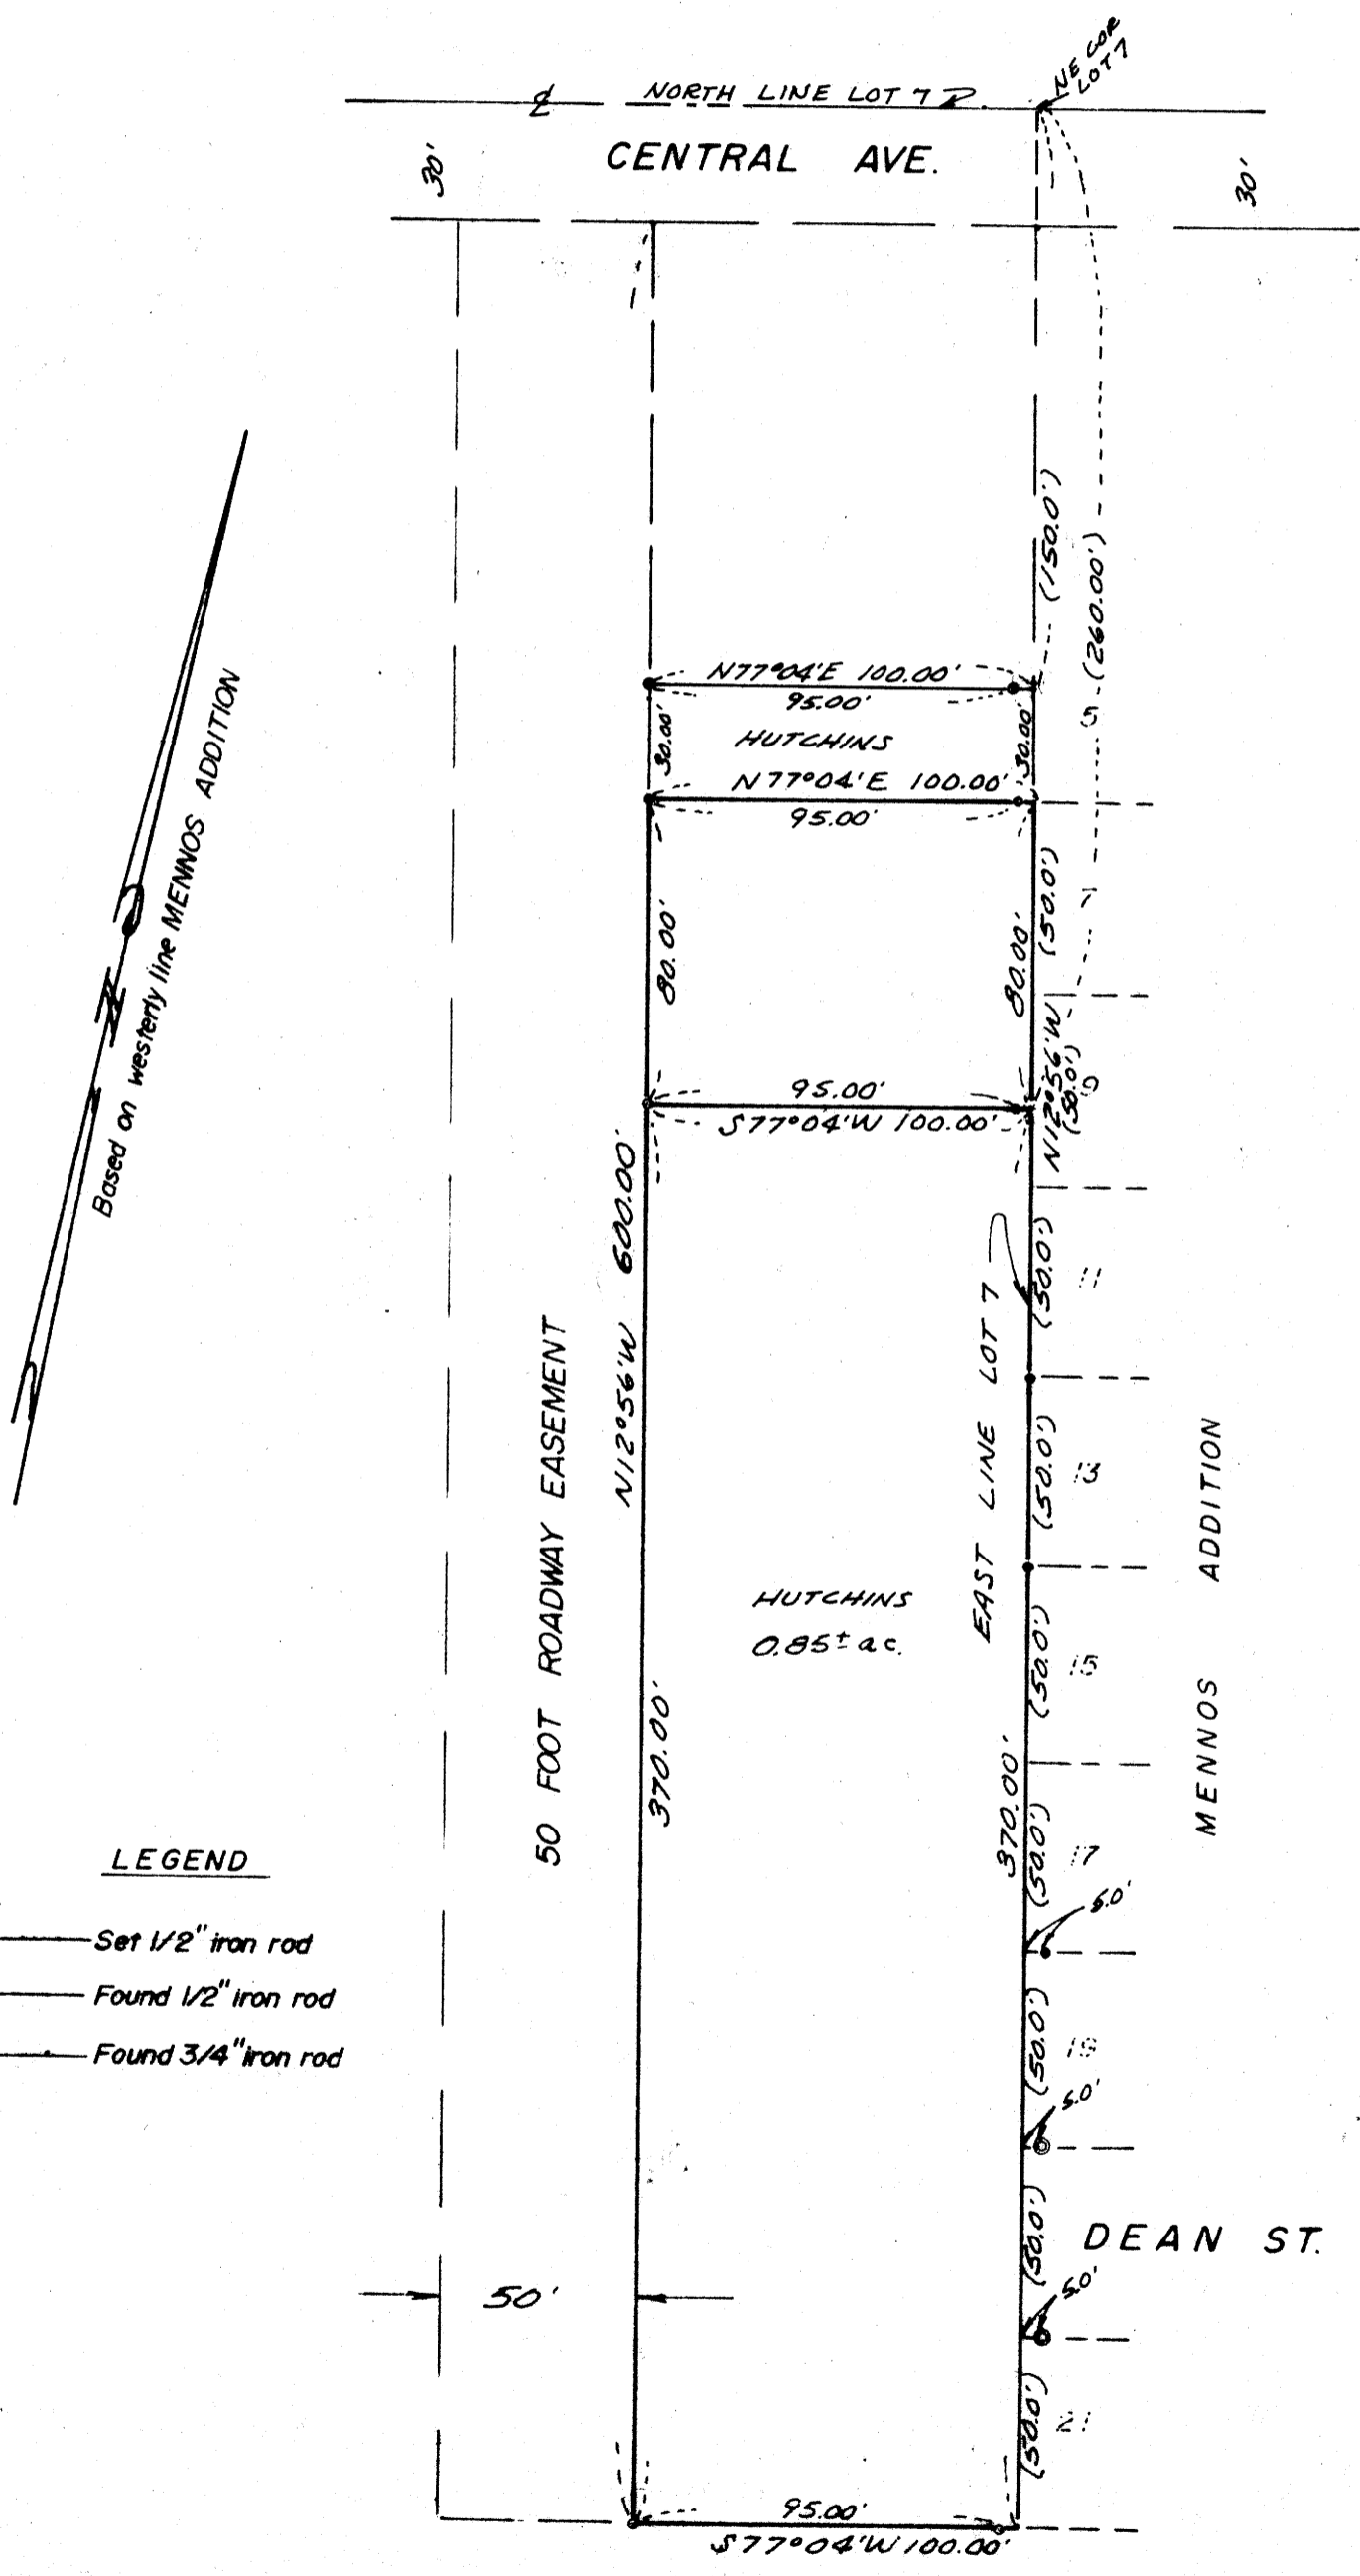 NE COR
LOT 7
NORTH LINE LOT 7
CENTRAL AVE.
30'
30'
(150.0')
(260.00')
5
N77°04'E 100.00'
95.00'
HUTCHINS
30.00'
30.00'
N77°04'E 100.00'
95.00'
80.00'
80.00'
(50.0')
7
N12°56'W
(50.0')
9
95.00'
S77°04'W 100.00'
Based on westerly line MENNOS ADDITION
N12°56'W 600.00'
50 FOOT ROADWAY EASEMENT
EAST LINE LOT 7
(50.0')
11
(50.0')
13
MENNOS ADDITION
HUTCHINS
0.85± ac.
(50.0')
15
370.00'
370.00'
(50.0')
17
5.0'
LEGEND
Set 1/2" iron rod
Found 1/2" iron rod
Found 3/4" iron rod
(50.0')
19
5.0'
(50.0')
DEAN ST.
5.0'
50'
(50.0')
21
95.00'
S77°04'W 100.00'